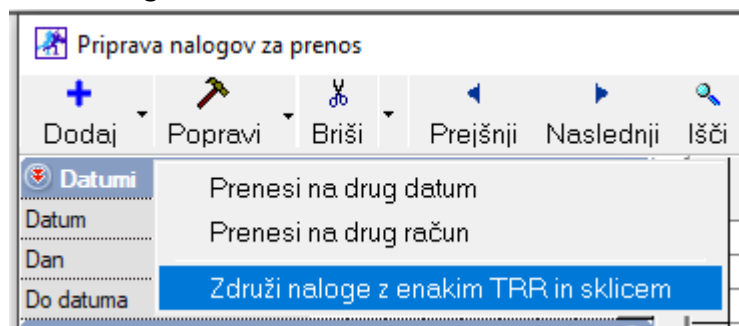 Priprava nalogov za prenos
Dodaj Popravi Briši Prejšnji Naslednji Išči
Datumi
Prenesi na drug datum
Datum
Prenesi na drug račun
Dan
Združi naloge z enakim TRR in sklicem
Do datuma